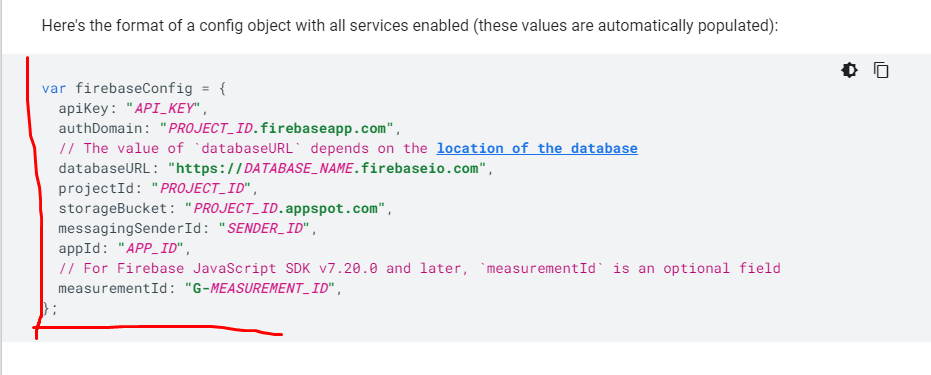 Here's the format of a config object with all services enabled (these values are automatically populated):
var firebaseConfig = {
  apiKey: "API_KEY",
  authDomain: "PROJECT_ID.firebaseapp.com",
  // The value of `databaseURL` depends on the location of the database
  databaseURL: "https://DATABASE_NAME.firebaseio.com",
  projectId: "PROJECT_ID",
  storageBucket: "PROJECT_ID.appspot.com",
  messagingSenderId: "SENDER_ID",
  appId: "APP_ID",
  // For Firebase JavaScript SDK v7.20.0 and later, `measurementId` is an optional field
  measurementId: "G-MEASUREMENT_ID",
};